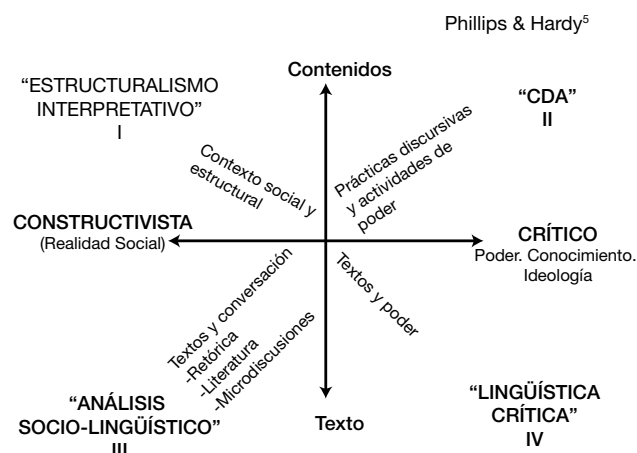 Phillips & Hardy⁵
Contenidos
“ESTRUCTURALISMO
INTERPRETATIVO”
I
“CDA”
II
Contexto social y
estructural
Prácticas discursivas
y actividades de
poder
CONSTRUCTIVISTA
(Realidad Social)
CRÍTICO
Poder. Conocimiento.
Ideología
Textos y conversación
-Retórica
-Literatura
-Microdiscusiones
Textos y poder
“ANÁLISIS
SOCIO-LINGÜÍSTICO”
III
Texto
“LINGÜÍSTICA
CRÍTICA”
IV